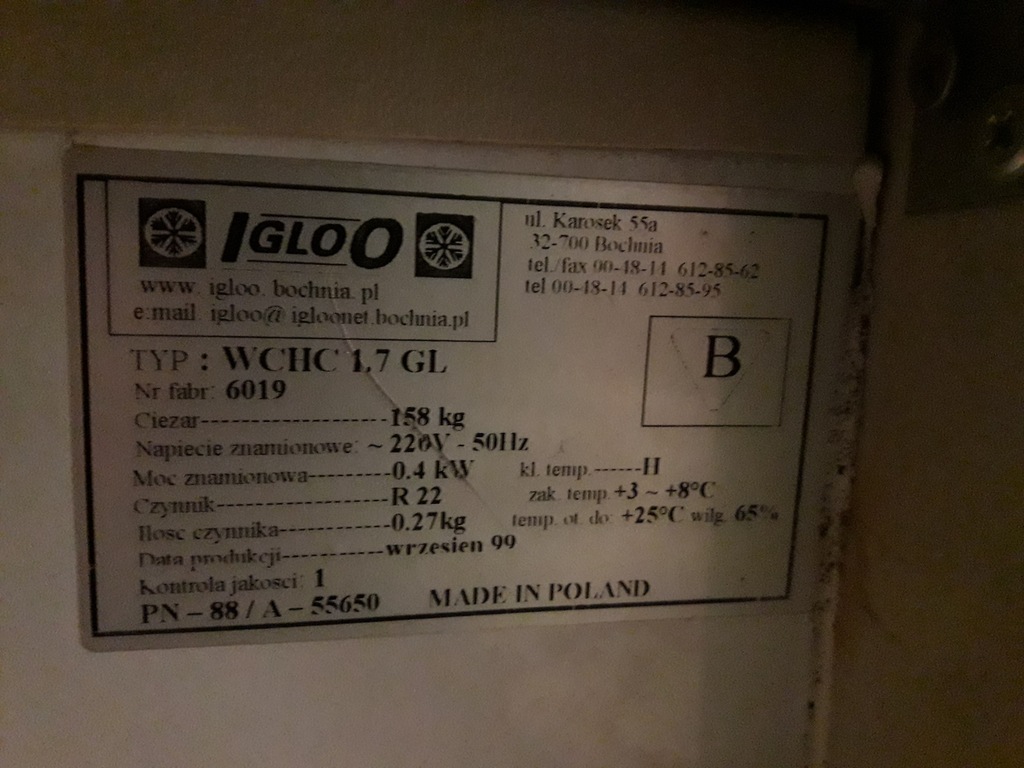 IGLOO
www. igloo. bochnia. pl
e:mail. igloo@igloonet.bochnia.pl
ul. Karosek 55a
32-700 Bochnia
tel./fax 00-48-14 612-85-62
tel 00-48-14 612-85-95
B
TYP : WCHC 1,7 GL
Nr fabr: 6019
Ciezar-------------------158 kg
Napiecie znamionowe: ~ 220V - 50Hz
Moc znamionowa---------0.4 kW
kl. temp.------H
Czynnik------------------R 22
zak. temp. +3 ~ +8°C
Ilosc czynnika------------0.27kg
temp. ot. do: +25°C wilg. 65%
Data produkcji-----------wrzesien 99
Kontrola jakosci: 1
PN – 88 / A – 55650
MADE IN POLAND